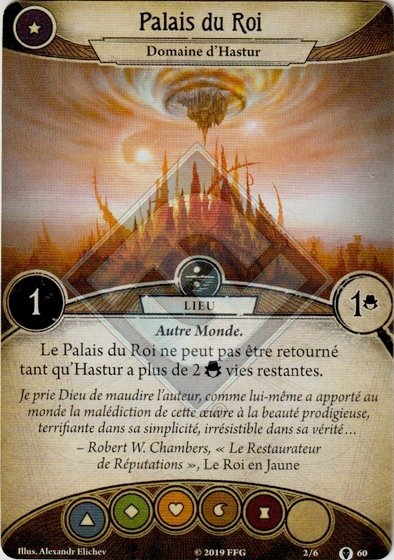 Palais du Roi
Domaine d'Hastur
1
1
LIEU
Autre Monde.
Le Palais du Roi ne peut pas être retourné
tant qu'Hastur a plus de 2 vies restantes.
Je prie Dieu de maudire l'auteur, comme lui-même a apporté au
monde la malédiction de cette œuvre à la beauté prodigieuse,
terrifiante dans sa simplicité, irrésistible dans sa vérité…
– Robert W. Chambers, « Le Restaurateur
de Réputations », Le Roi en Jaune
Illus. Alexandr Elichev
© 2019 FFG
2/6
60